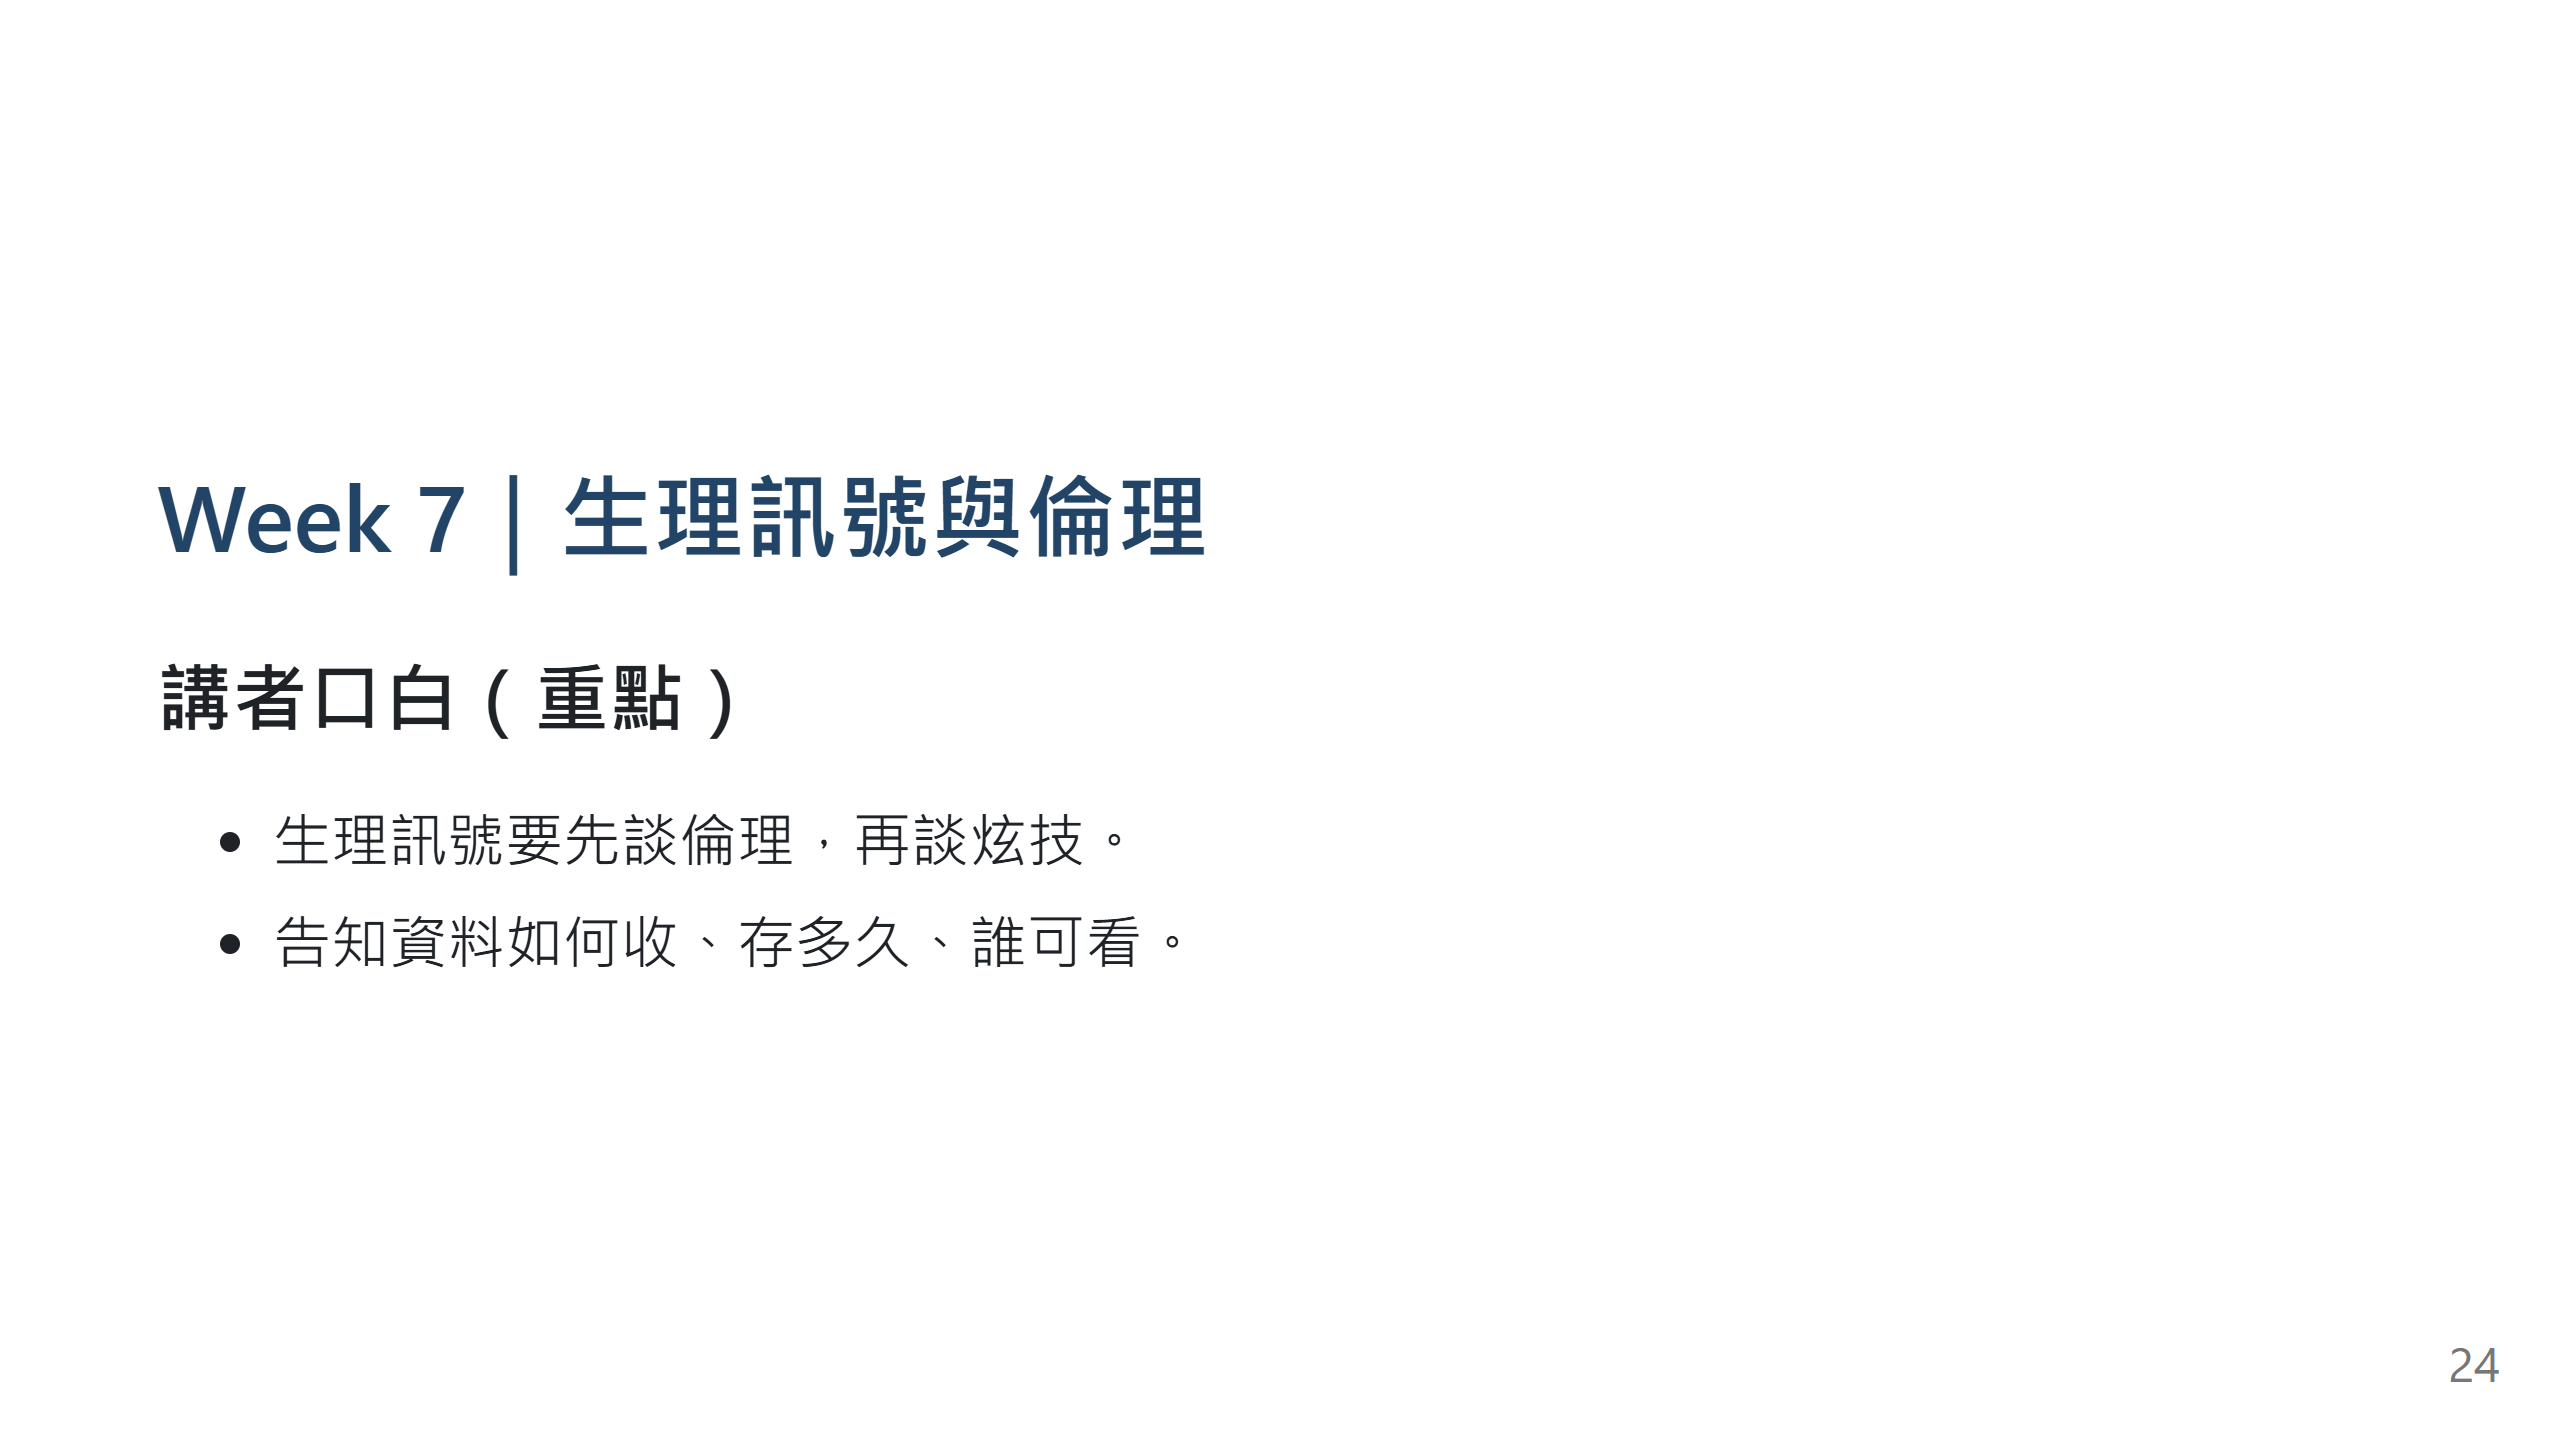 Week 7｜生理訊號與倫理
講者口白（重點）
• 生理訊號要先談倫理，再談炫技。
• 告知資料如何收、存多久、誰可看。
24